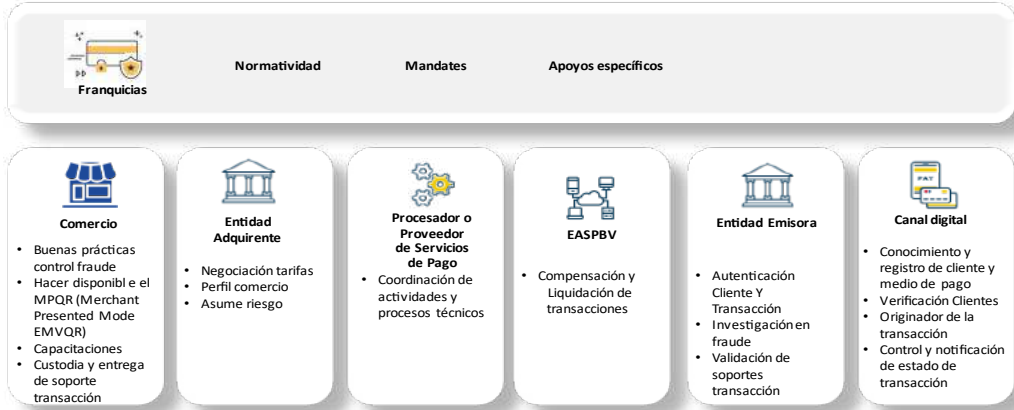 Franquicias
Normatividad
Mandates
Apoyos específicos
Comercio
• Buenas prácticas
control fraude
• Hacer disponibl e el
MPQR (Merchant
Presented Mode
EMVQR)
• Capacitaciones
• Custodia y entrega
de soporte
transacción
Entidad
Adquirente
• Negociación tarifas
• Perfil comercio
• Asume riesgo
Procesador o
Proveedor
de Servicios
de Pago
• Coordinación de
actividades y
procesos técnicos
EASPBV
• Compensación y
Liquidación de
transacciones
Entidad Emisora
• Autenticación
Cliente Y
Transacción
• Investigación en
fraude
• Validación de
soportes
transacción
PAY
Canal digital
• Conocimiento y
registro de cliente y
medio de pago
• Verificación Clientes
• Originador de la
transacción
• Control y notificación
de estado de
transacción